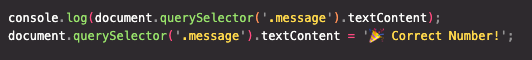 console.log(document.querySelector('.message').textContent);
document.querySelector('.message').textContent = '🎉 Correct Number!';